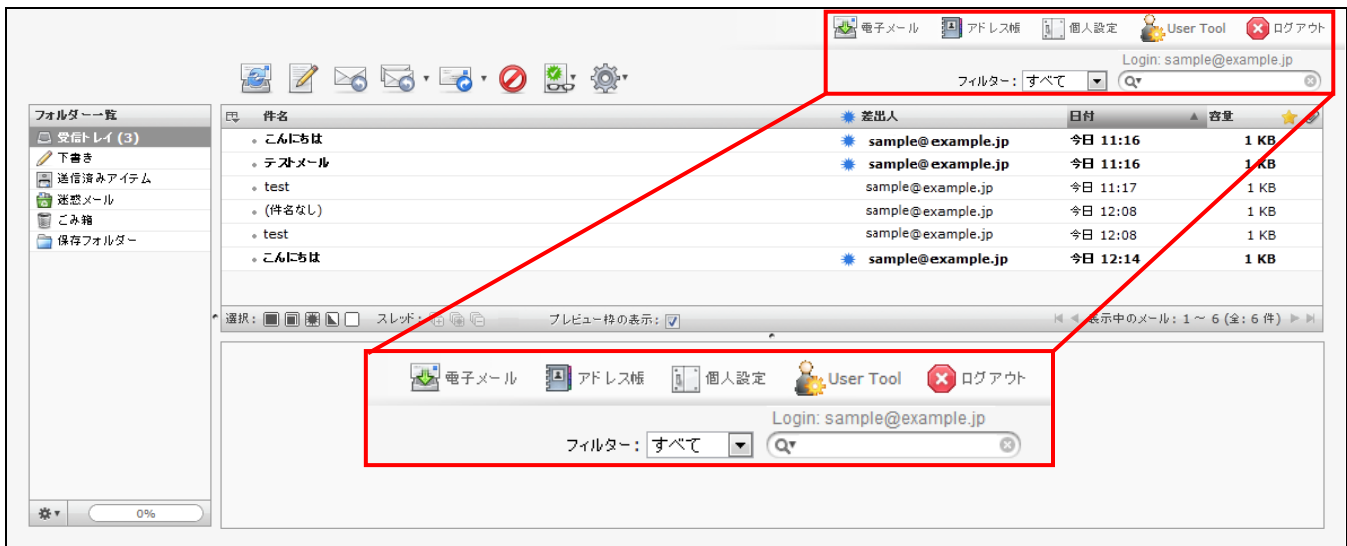 電子メール アドレス帳 個人設定 User Tool ログアウト
Login: sample@example.jp
フィルター: すべて
フォルダー一覧
受信トレイ (3)
下書き
送信済みアイテム
迷惑メール
ごみ箱
保存フォルダー
0%
件名 差出人 日付 容量
こんにちは sample@example.jp 今日 11:16 1 KB
テストメール sample@example.jp 今日 11:16 1 KB
test sample@example.jp 今日 11:17 1 KB
(件名なし) sample@example.jp 今日 12:08 1 KB
test sample@example.jp 今日 12:08 1 KB
こんにちは sample@example.jp 今日 12:14 1 KB
選択: スレッド: プレビュー枠の表示: 表示中のメール: 1 ~ 6 (全: 6 件)
電子メール アドレス帳 個人設定 User Tool ログアウト
Login: sample@example.jp
フィルター: すべて